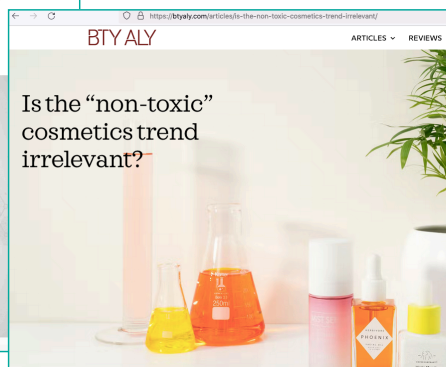 https://btyaly.com/articles/is-the-non-toxic-cosmetics-trend-irrelevant/
BTY ALY
ARTICLES
REVIEWS
Is the “non-toxic”
cosmetics trend
irrelevant?
PHOENIX